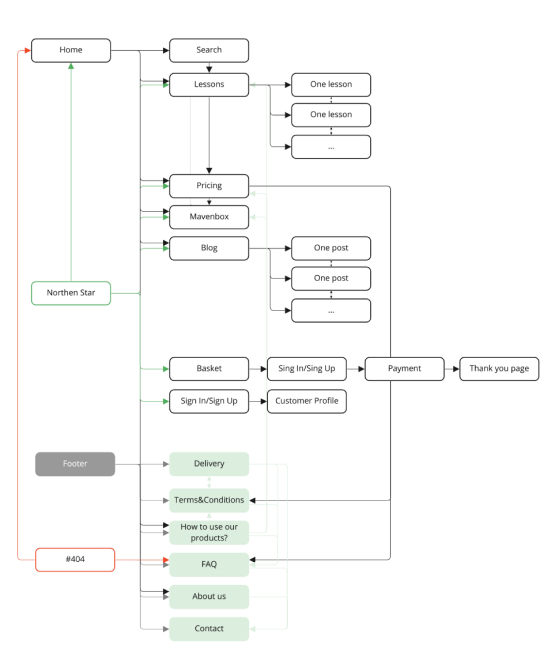 Home
Search
Lessons
One lesson
One lesson
...
Pricing
Mavenbox
Blog
One post
One post
...
Northen Star
Basket
Sing In/Sing Up
Payment
Thank you page
Sign In/Sign Up
Customer Profile
Footer
Delivery
Terms&Conditions
How to use our
products?
#404
FAQ
About us
Contact